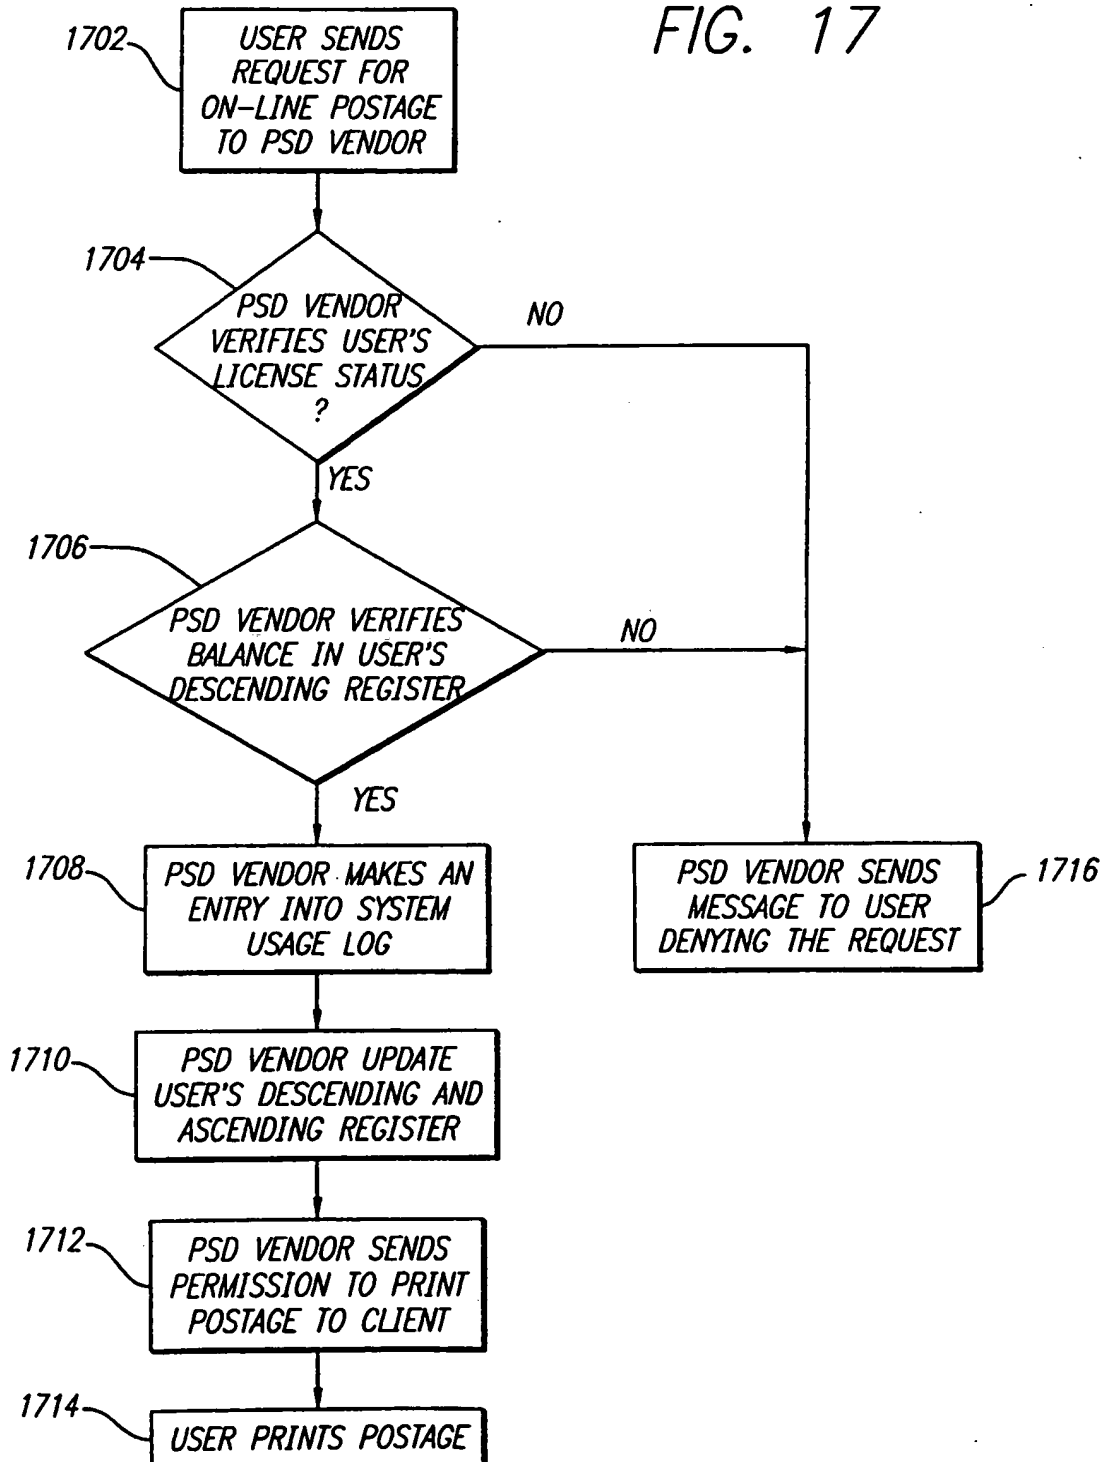 FIG. 17
1702
USER SENDS
REQUEST FOR
ON-LINE POSTAGE
TO PSD VENDOR
1704
PSD VENDOR
VERIFIES USER'S
LICENSE STATUS
?
NO
YES
1706
PSD VENDOR VERIFIES
BALANCE IN USER'S
DESCENDING REGISTER
NO
YES
1708
PSD VENDOR MAKES AN
ENTRY INTO SYSTEM
USAGE LOG
PSD VENDOR SENDS
MESSAGE TO USER
DENYING THE REQUEST
1716
1710
PSD VENDOR UPDATE
USER'S DESCENDING AND
ASCENDING REGISTER
1712
PSD VENDOR SENDS
PERMISSION TO PRINT
POSTAGE TO CLIENT
1714
USER PRINTS POSTAGE